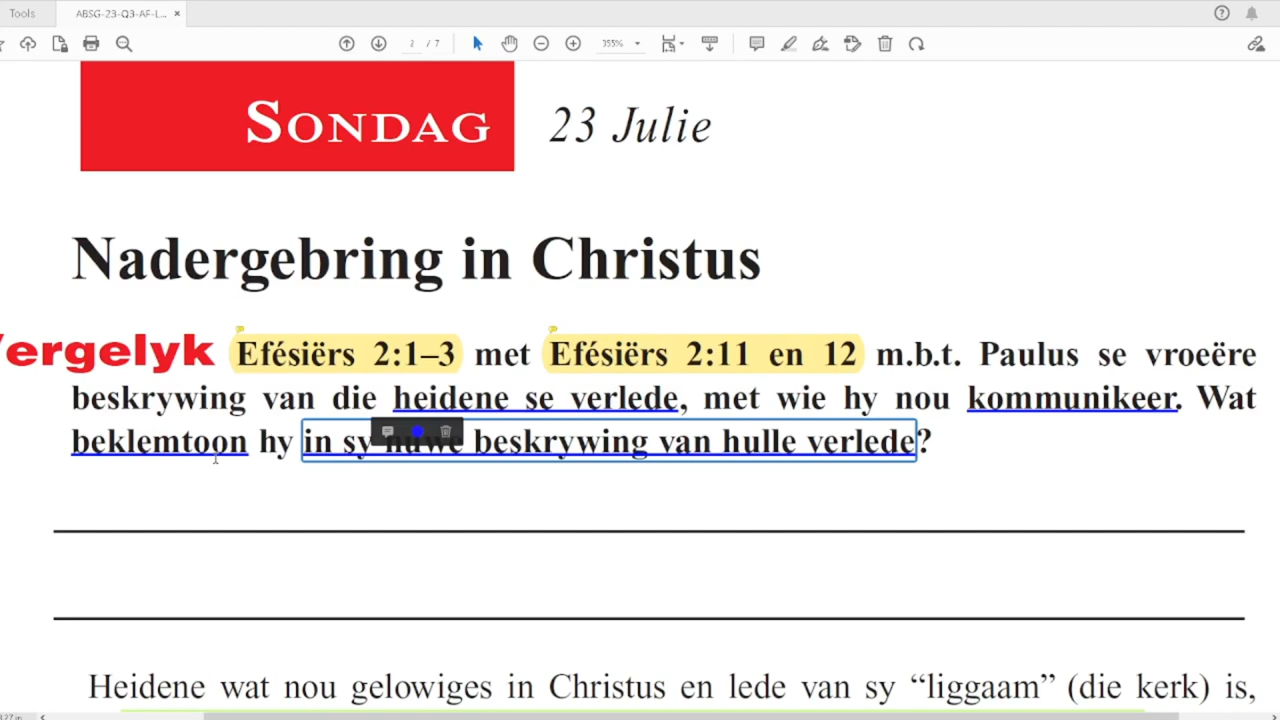 Tools ABSG-23-Q3-AF-L... ×
2 / 7 355%
SONDAG 23 Julie
Nadergebring in Christus
Vergelyk Efésiërs 2:1–3 met Efésiërs 2:11 en 12 m.b.t. Paulus se vroeëre
beskrywing van die heidene se verlede, met wie hy nou kommunikeer. Wat
beklemtoon hy in sy nuwe beskrywing van hulle verlede?
Heidene wat nou gelowiges in Christus en lede van sy “liggaam” (die kerk) is,